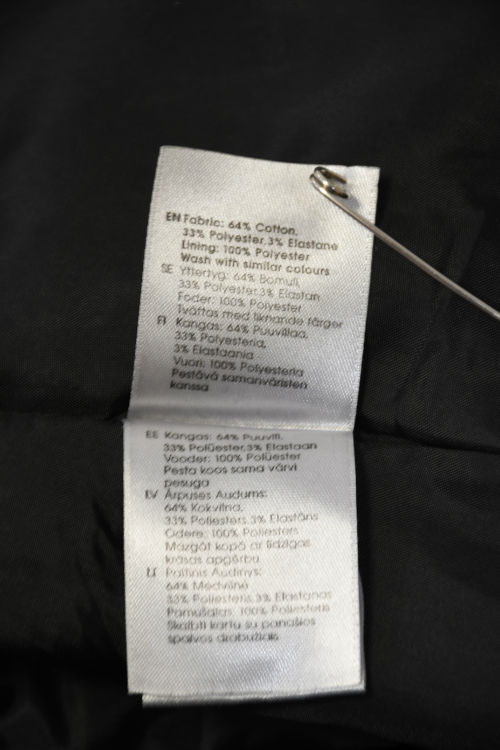 EN Fabric: 64% Cotton,
33% Polyester,3% Elastane
Lining: 100% Polyester
Wash with similar colours
SE Yttertyg: 64% Bomull,
33% Polyester,3% Elastan
Foder: 100% Polyester
Tvättas med liknande färger
FI Kangas: 64% Puuvillaa,
33% Polyesteria,
3% Elastaania
Vuori: 100% Polyesteria
Pestävä samanväristen
kanssa
EE Kangas: 64% Puuvill,
33% Polüester,3% Elastaan
Vooder: 100% Polüester
Pesta koos sama värvi
pesuga
LV Ārpuses Audums:
64% Kokvilna,
33% Poliesters,3% Elastāns
Odere: 100% Poliesters
Mazgāt kopā ar līdzīgas
krāsas apģērbu
LT Paltinis Audinys:
64% Medvilnė
33% Poliesteris,3% Elastanas
Pamušalas: 100% Poliesteris
Skalbti kartu su panašios
spalvos drabužiais